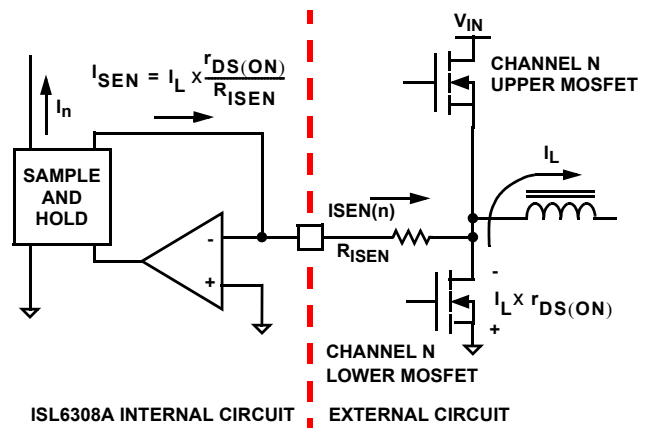 V_IN
I_SEN = I_L x r_DS(ON) / R_ISEN
I_n
CHANNEL N
UPPER MOSFET
I_L
SAMPLE
AND
HOLD
ISEN(n)
R_ISEN
-
+
-
I_L x r_DS(ON)
+
CHANNEL N
LOWER MOSFET
ISL6308A INTERNAL CIRCUIT
EXTERNAL CIRCUIT